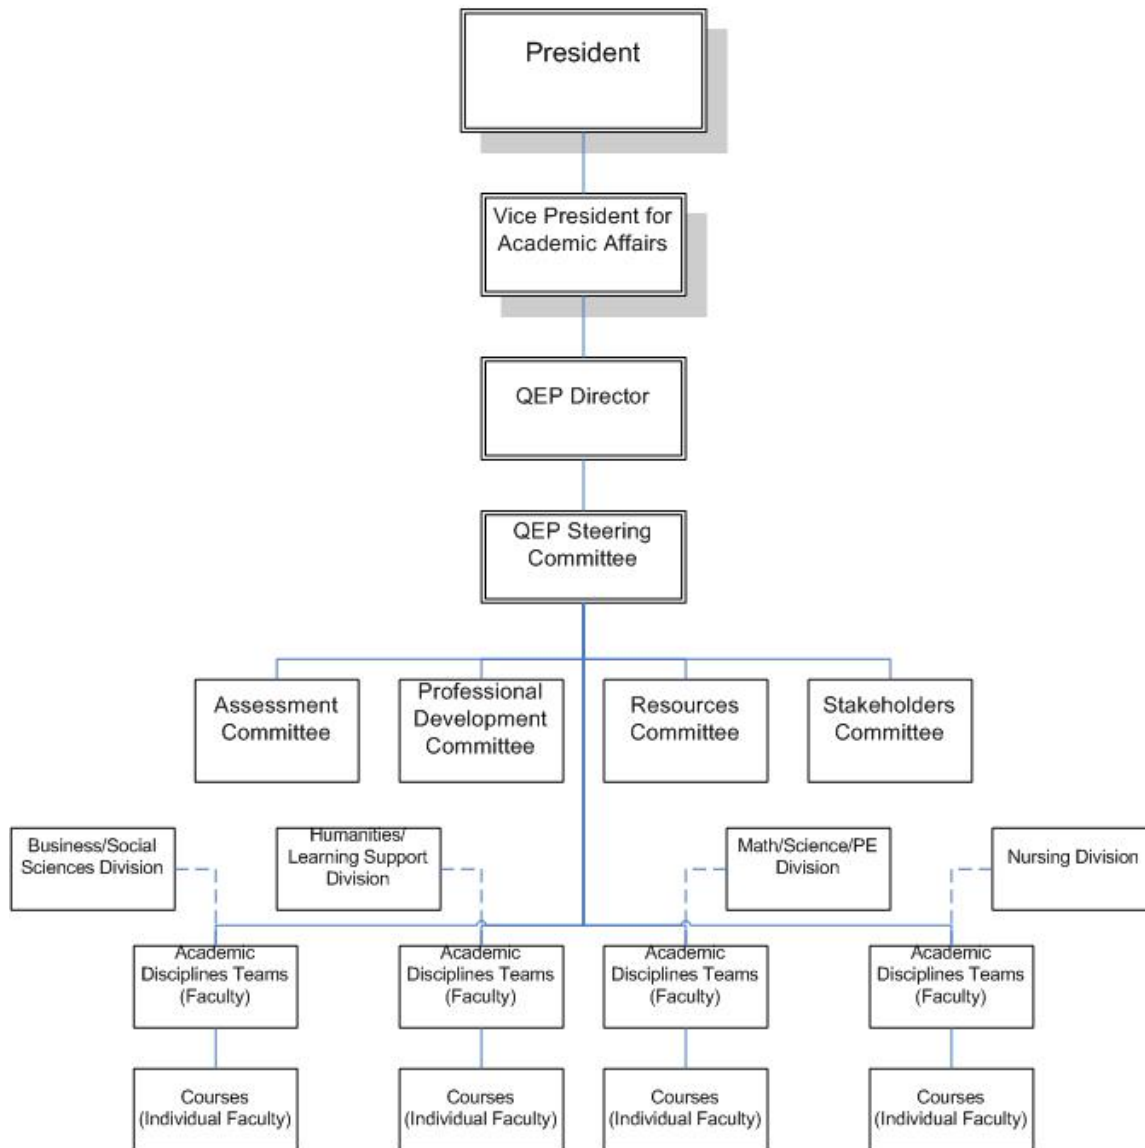 President
Vice President for
Academic Affairs
QEP Director
QEP Steering
Committee
Assessment
Committee
Professional
Development
Committee
Resources
Committee
Stakeholders
Committee
Business/Social
Sciences Division
Humanities/
Learning Support
Division
Math/Science/PE
Division
Nursing Division
Academic
Disciplines Teams
(Faculty)
Academic
Disciplines Teams
(Faculty)
Academic
Disciplines Teams
(Faculty)
Academic
Disciplines Teams
(Faculty)
Courses
(Individual Faculty)
Courses
(Individual Faculty)
Courses
(Individual Faculty)
Courses
(Individual Faculty)